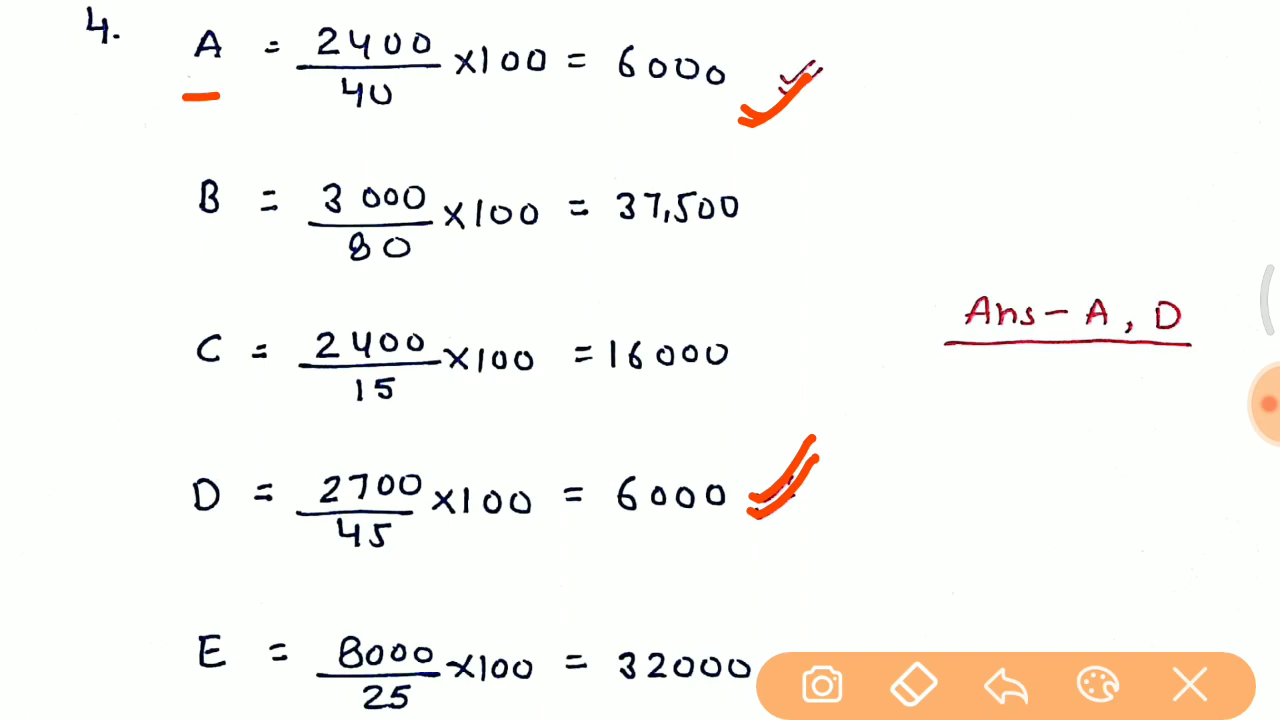 4.
A = 2400/40 ×100 = 6000
B = 3000/80 ×100 = 37,500
C = 2400/15 ×100 = 16000
Ans - A, D
D = 2700/45 ×100 = 6000
E = 8000/25 ×100 = 32000